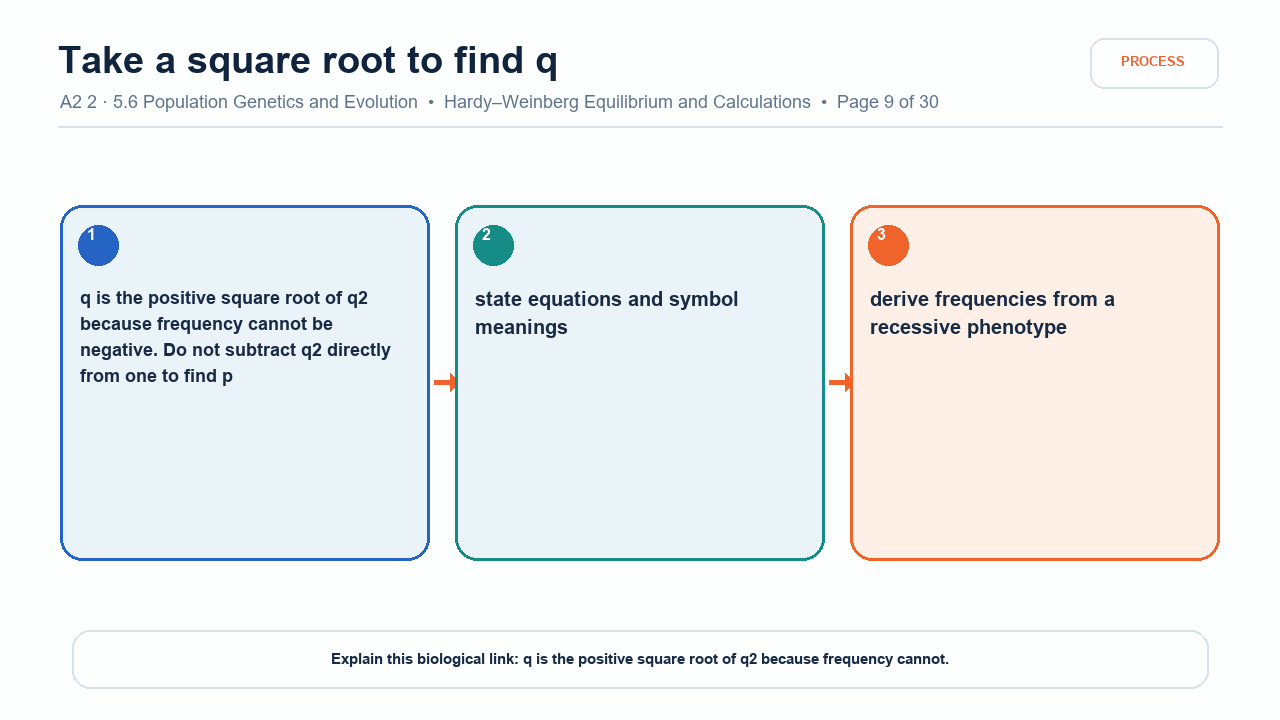 Take a square root to find q
PROCESS
A2 2 · 5.6 Population Genetics and Evolution • Hardy–Weinberg Equilibrium and Calculations • Page 9 of 30
1
q is the positive square root of q2
because frequency cannot be
negative. Do not subtract q2 directly
from one to find p
2
state equations and symbol
meanings
3
derive frequencies from a
recessive phenotype
Explain this biological link: q is the positive square root of q2 because frequency cannot.